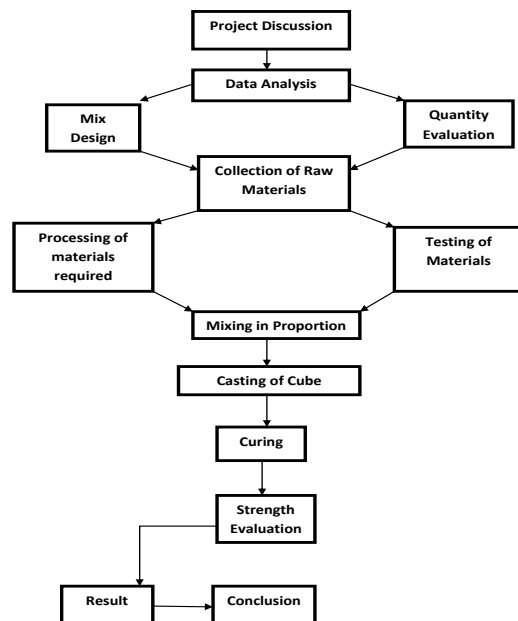 Project Discussion
Data Analysis
Mix
Design
Quantity
Evaluation
Collection of Raw
Materials
Processing of
materials
required
Testing of
Materials
Mixing in Proportion
Casting of Cube
Curing
Strength
Evaluation
Result
Conclusion